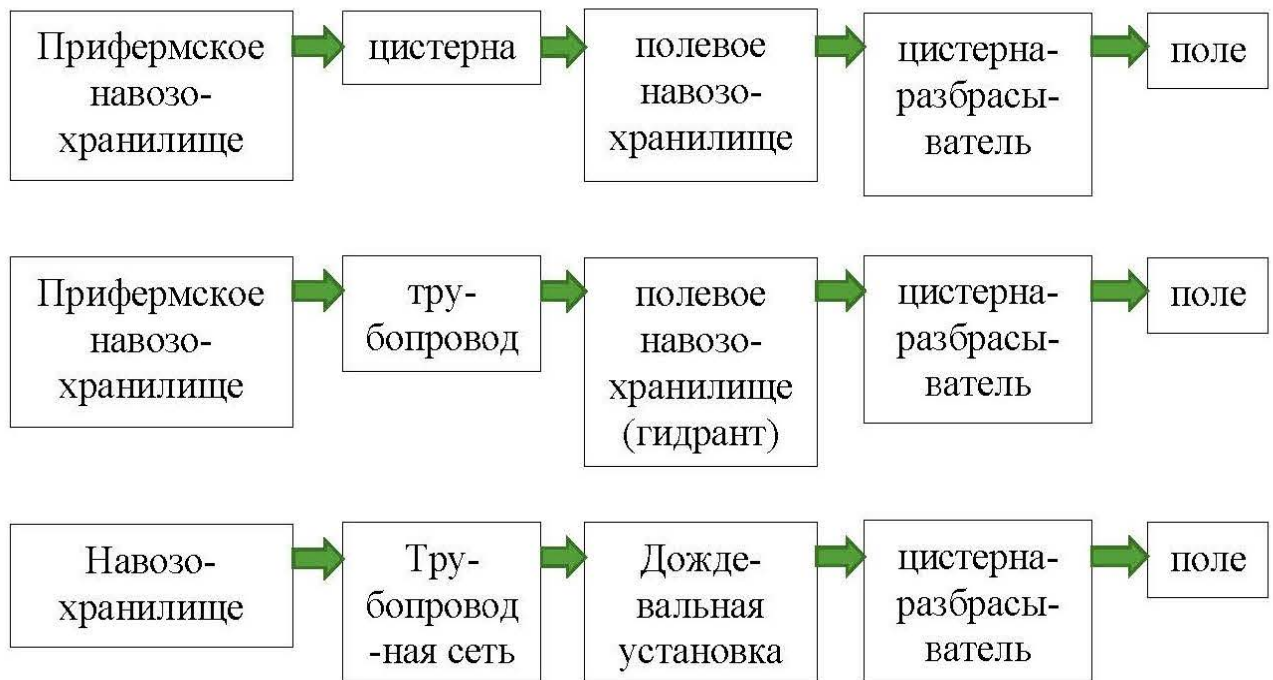 Прифермское
навозо-
хранилище
цистерна
полевое
навозо-
хранилище
цистерна-
разбрасы-
ватель
поле
Прифермское
навозо-
хранилище
тру-
бопровод
полевое
навозо-
хранилище
(гидрант)
цистерна-
разбрасы-
ватель
поле
Навозо-
хранилище
Тру-
бопровод
-ная сеть
Дожде-
вальная
установка
цистерна-
разбрасы-
ватель
поле